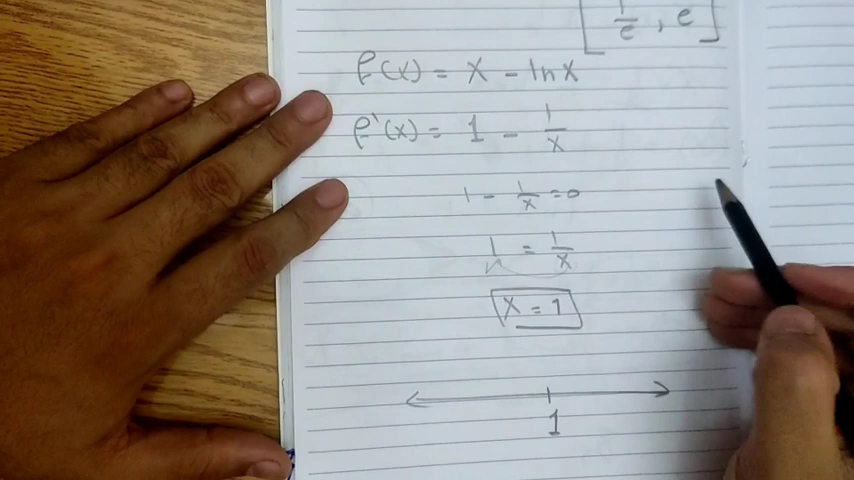 [1/e , e]
f(x) = x - ln x
f'(x) = 1 - 1/x
1 - 1/x = 0
1 = 1/x
x = 1
1